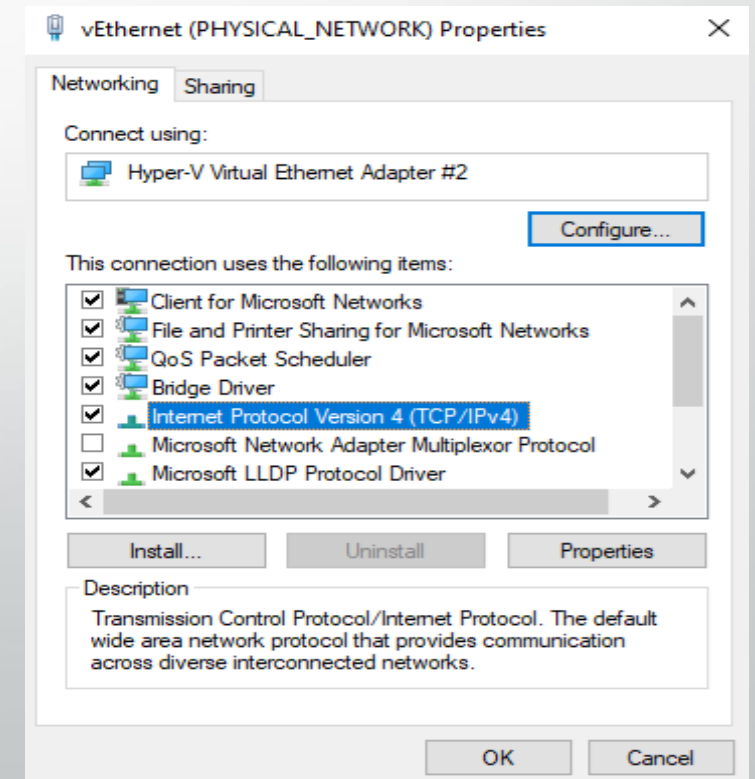 vEthernet (PHYSICAL_NETWORK) Properties
Networking
Sharing
Connect using:
Hyper-V Virtual Ethernet Adapter #2
Configure...
This connection uses the following items:
Client for Microsoft Networks
File and Printer Sharing for Microsoft Networks
QoS Packet Scheduler
Bridge Driver
Internet Protocol Version 4 (TCP/IPv4)
Microsoft Network Adapter Multiplexor Protocol
Microsoft LLDP Protocol Driver
Install...
Uninstall
Properties
Description
Transmission Control Protocol/Internet Protocol. The default
wide area network protocol that provides communication
across diverse interconnected networks.
OK
Cancel